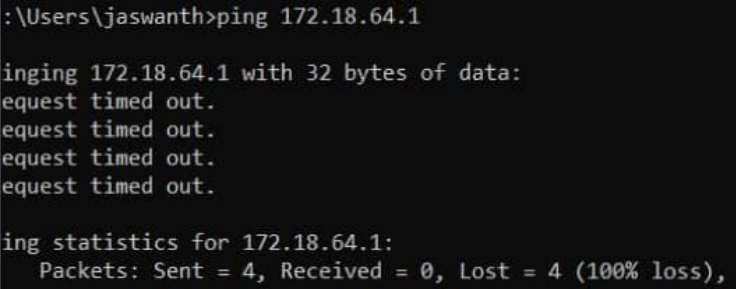 :\Users\jaswanth>ping 172.18.64.1
inging 172.18.64.1 with 32 bytes of data:
equest timed out.
equest timed out.
equest timed out.
equest timed out.
ing statistics for 172.18.64.1:
Packets: Sent = 4, Received = 0, Lost = 4 (100% loss),